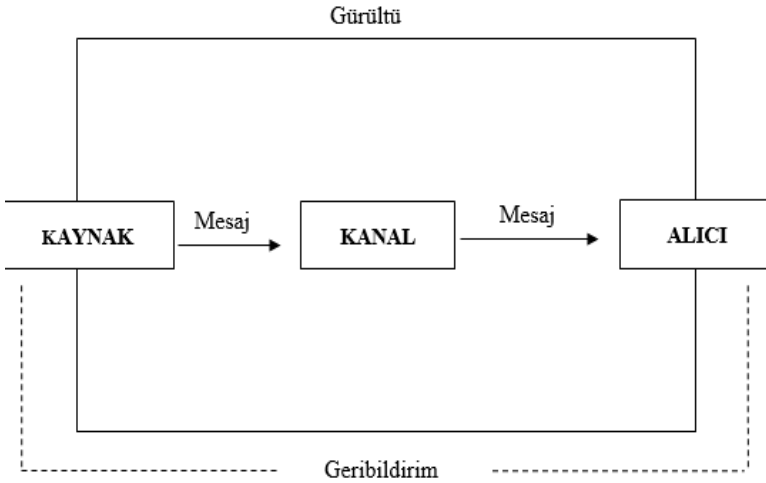 Gürültü
KAYNAK
Mesaj
KANAL
Mesaj
ALICI
Geribildirim